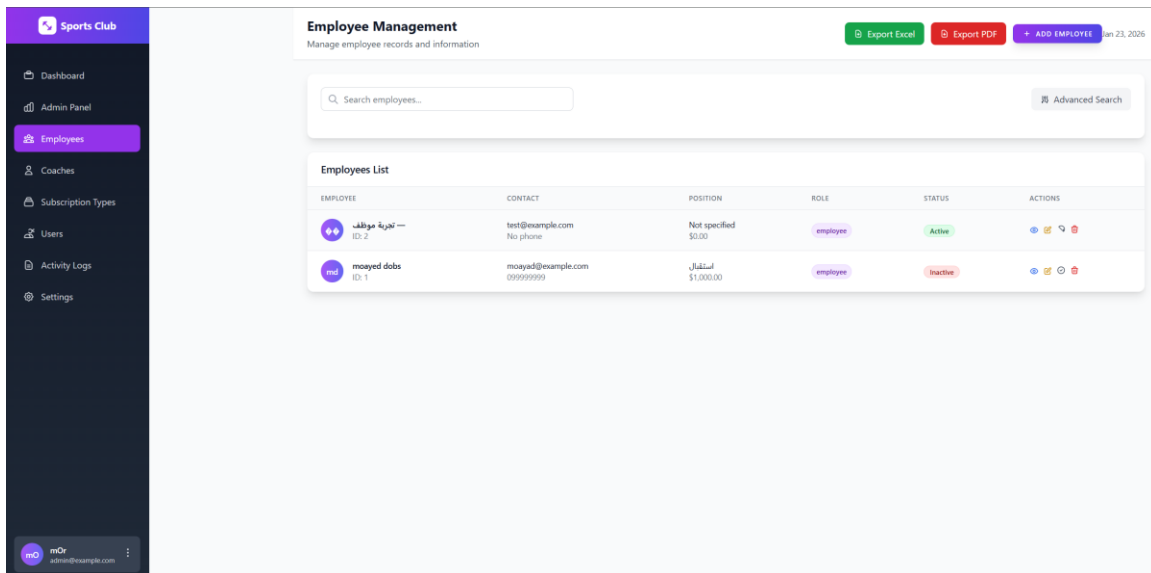 Sports Club
Dashboard
Admin Panel
Employees
Coaches
Subscription Types
Users
Activity Logs
Settings
mO
mOr
admin@example.com
Employee Management
Manage employee records and information
Export Excel
Export PDF
+ ADD EMPLOYEE
Jan 23, 2026
Search employees...
Advanced Search
Employees List
EMPLOYEE CONTACT POSITION ROLE STATUS ACTIONS
تجربة موظف — test@example.com Not specified employee Active
ID: 2 No phone $0.00
md moayed dobs moayad@example.com استقبال employee Inactive
ID: 1 099999999 $1,000.00